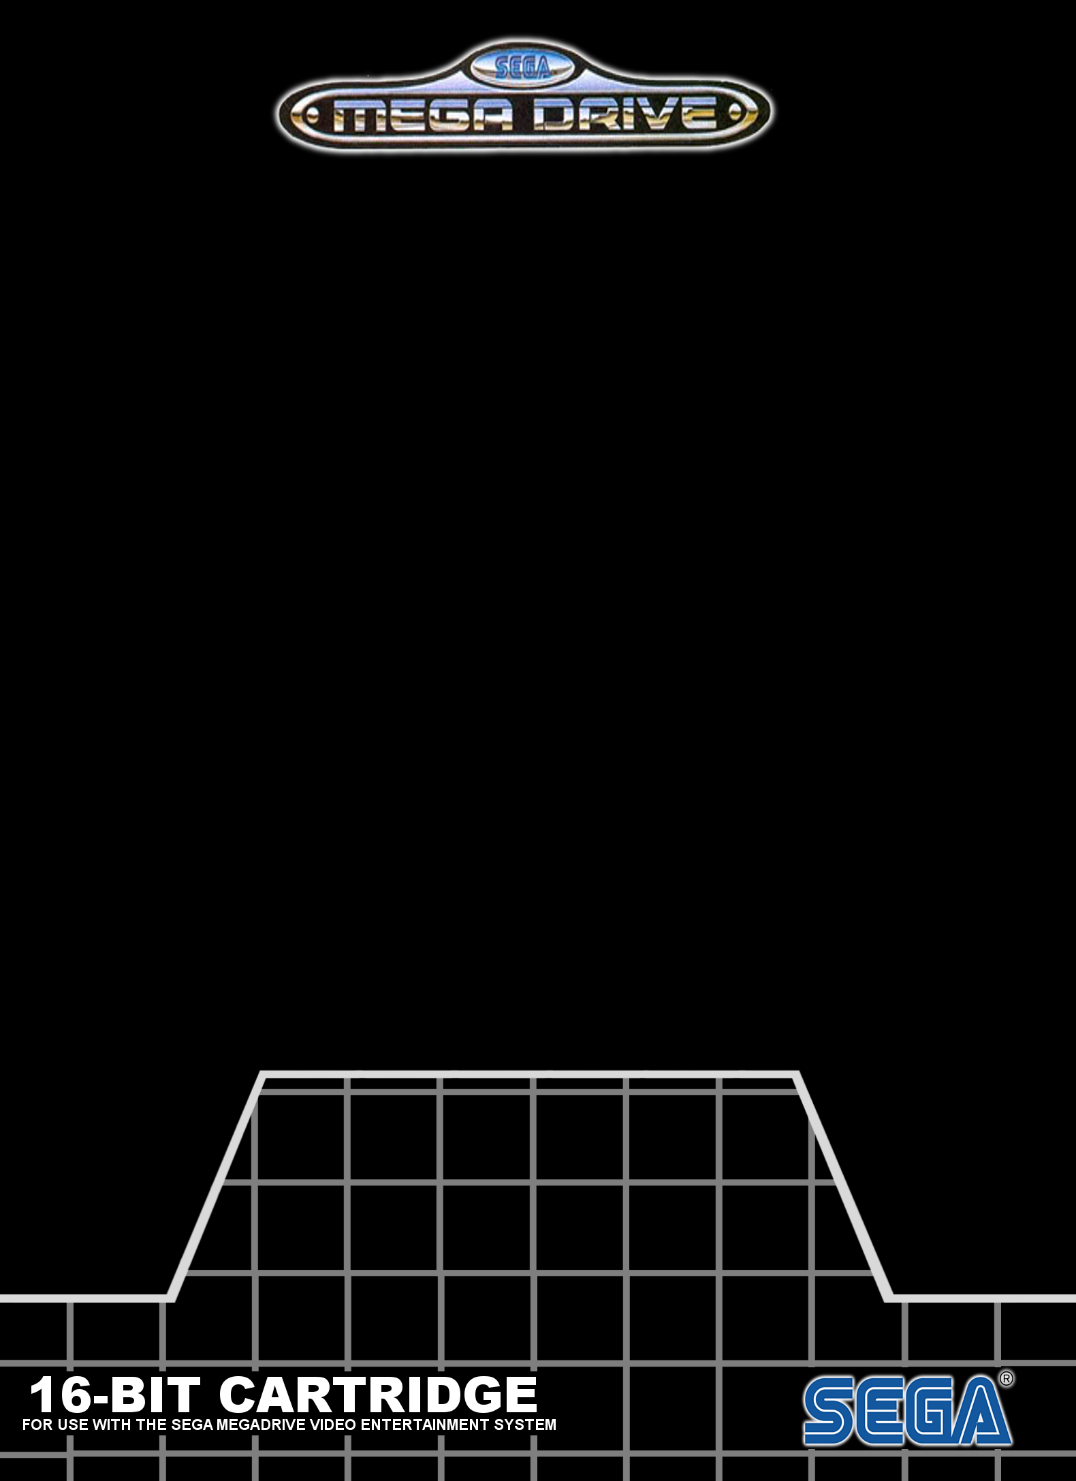 SEGA
MEGA DRIVE
16-BIT CARTRIDGE
FOR USE WITH THE SEGA MEGADRIVE VIDEO ENTERTAINMENT SYSTEM
SEGA®